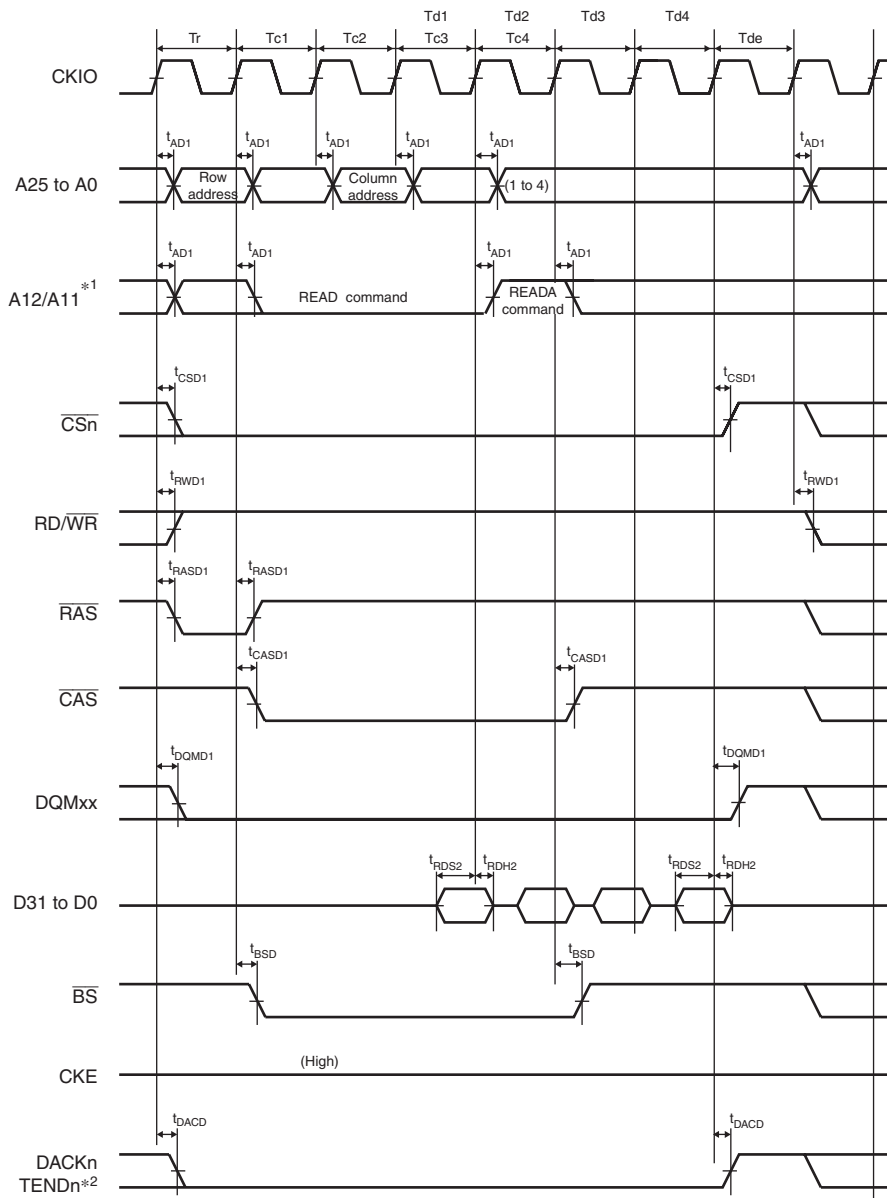 Td1 Td2 Td3 Td4
Tr Tc1 Tc2 Tc3 Tc4 Tde
CKIO
tAD1 tAD1 tAD1 tAD1 tAD1 tAD1
A25 to A0
Row address
Column address
(1 to 4)
tAD1 tAD1 tAD1 tAD1
A12/A11*1
READ command
READA command
tCSD1 tCSD1
CSn
tRWD1 tRWD1
RD/WR
tRASD1 tRASD1
RAS
tCASD1 tCASD1
CAS
tDQMD1 tDQMD1
DQMxx
tRDS2 tRDH2 tRDS2 tRDH2
D31 to D0
tBSD tBSD
BS
(High)
CKE
tDACD tDACD
DACKn
TENDn*2